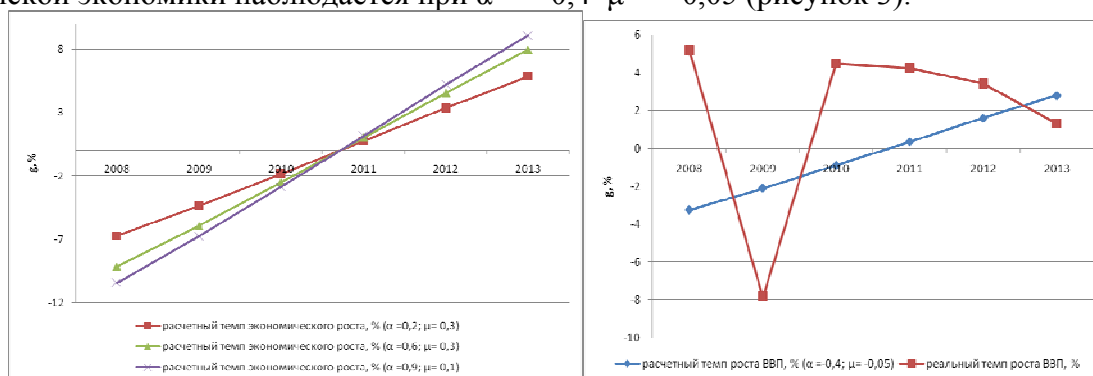 ской экономики наблюдается при α = -0,4 μ = -0,05 (рисунок 3).
8
3
-2
-7
-12
g, %
2008 2009 2010 2011 2012 2013
расчетный темп экономического роста, % (α =0,2; μ= 0,3)
расчетный темп экономического роста, % (α =0,6; μ= 0,3)
расчетный темп экономического роста, % (α =0,9; μ= 0,1)
6
4
2
0
-2
-4
-6
-8
-10
g, %
2008 2009 2010 2011 2012 2013
расчетный темп роста ВВП, % (α =-0,4; μ= -0,05)
реальный темп роста ВВП, %